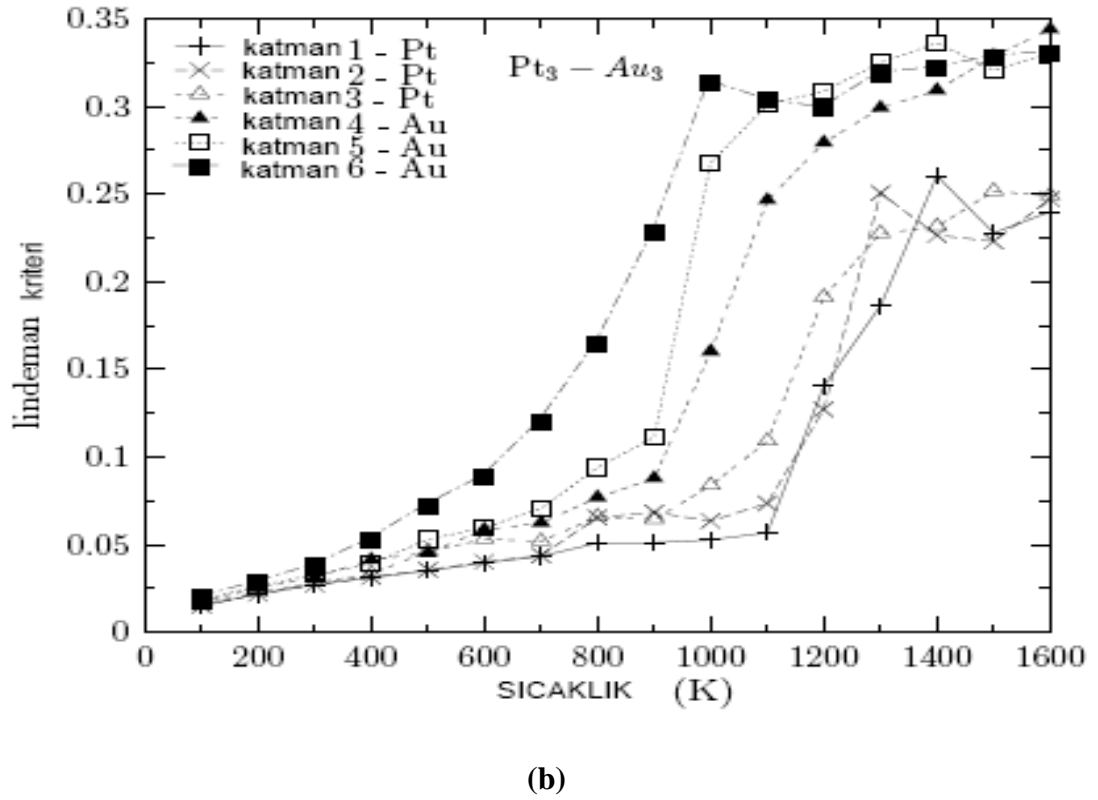 0.35
0.3
0.25
0.2
0.15
0.1
0.05
0
lindeman kriteri
katman 1 - Pt
katman 2 - Pt
katman 3 - Pt
katman 4 - Au
katman 5 - Au
katman 6 - Au
Pt₃ − Au₃
0 200 400 600 800 1000 1200 1400 1600
SICAKLIK (K)
(b)